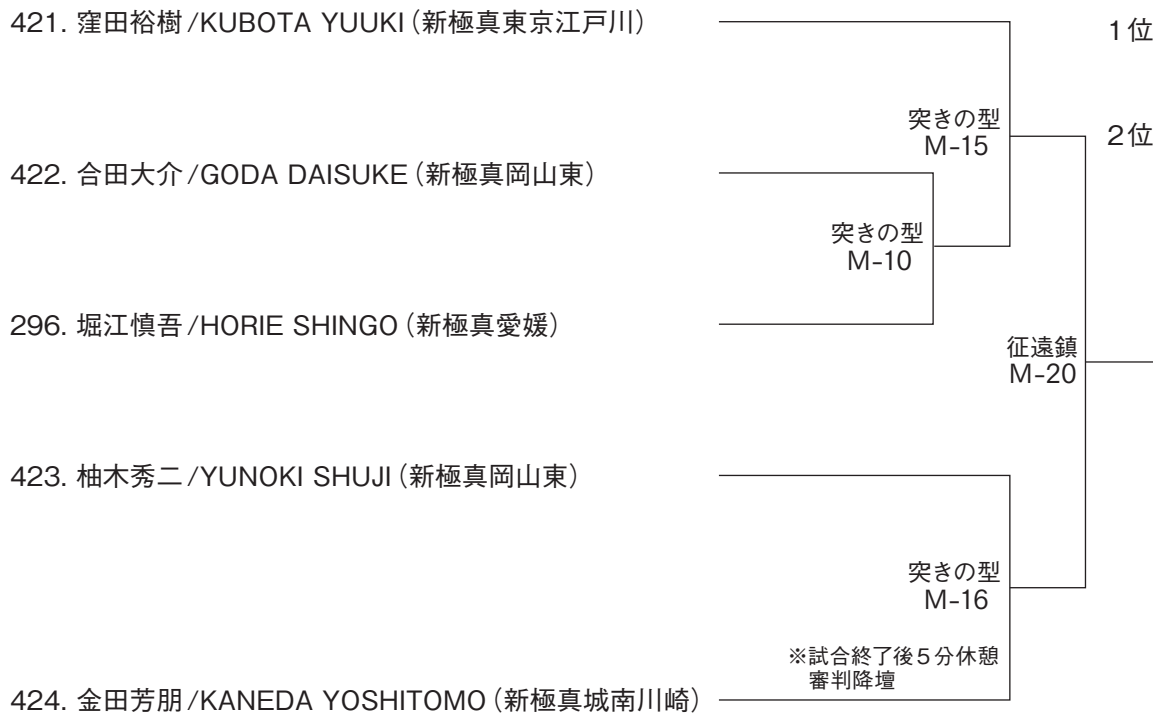 421. 窪田裕樹/KUBOTA YUUKI（新極真東京江戸川）
1位
突きの型
M-15
2位
422. 合田大介/GODA DAISUKE（新極真岡山東）
突きの型
M-10
296. 堀江慎吾/HORIE SHINGO（新極真愛媛）
征遠鎮
M-20
423. 柚木秀二/YUNOKI SHUJI（新極真岡山東）
突きの型
M-16
※試合終了後5分休憩
審判降壇
424. 金田芳朋/KANEDA YOSHITOMO（新極真城南川崎）